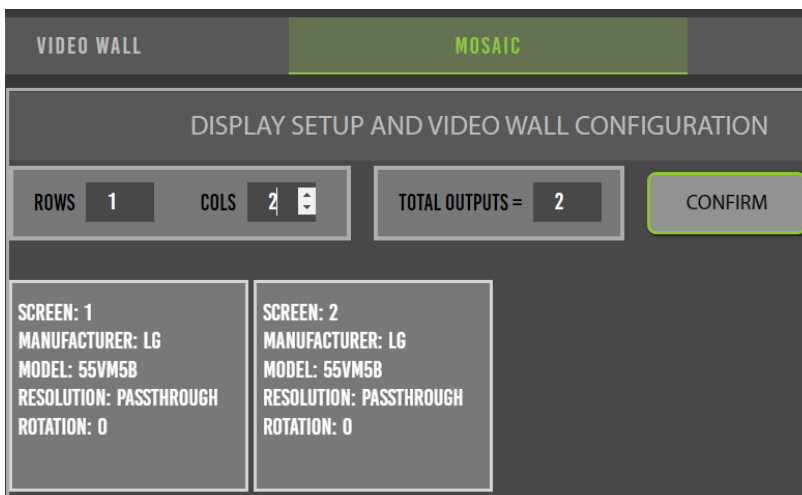 VIDEO WALL MOSAIC
DISPLAY SETUP AND VIDEO WALL CONFIGURATION
ROWS 1 COLS 2 TOTAL OUTPUTS = 2 CONFIRM
SCREEN: 1
MANUFACTURER: LG
MODEL: 55VM5B
RESOLUTION: PASSTHROUGH
ROTATION: 0
SCREEN: 2
MANUFACTURER: LG
MODEL: 55VM5B
RESOLUTION: PASSTHROUGH
ROTATION: 0